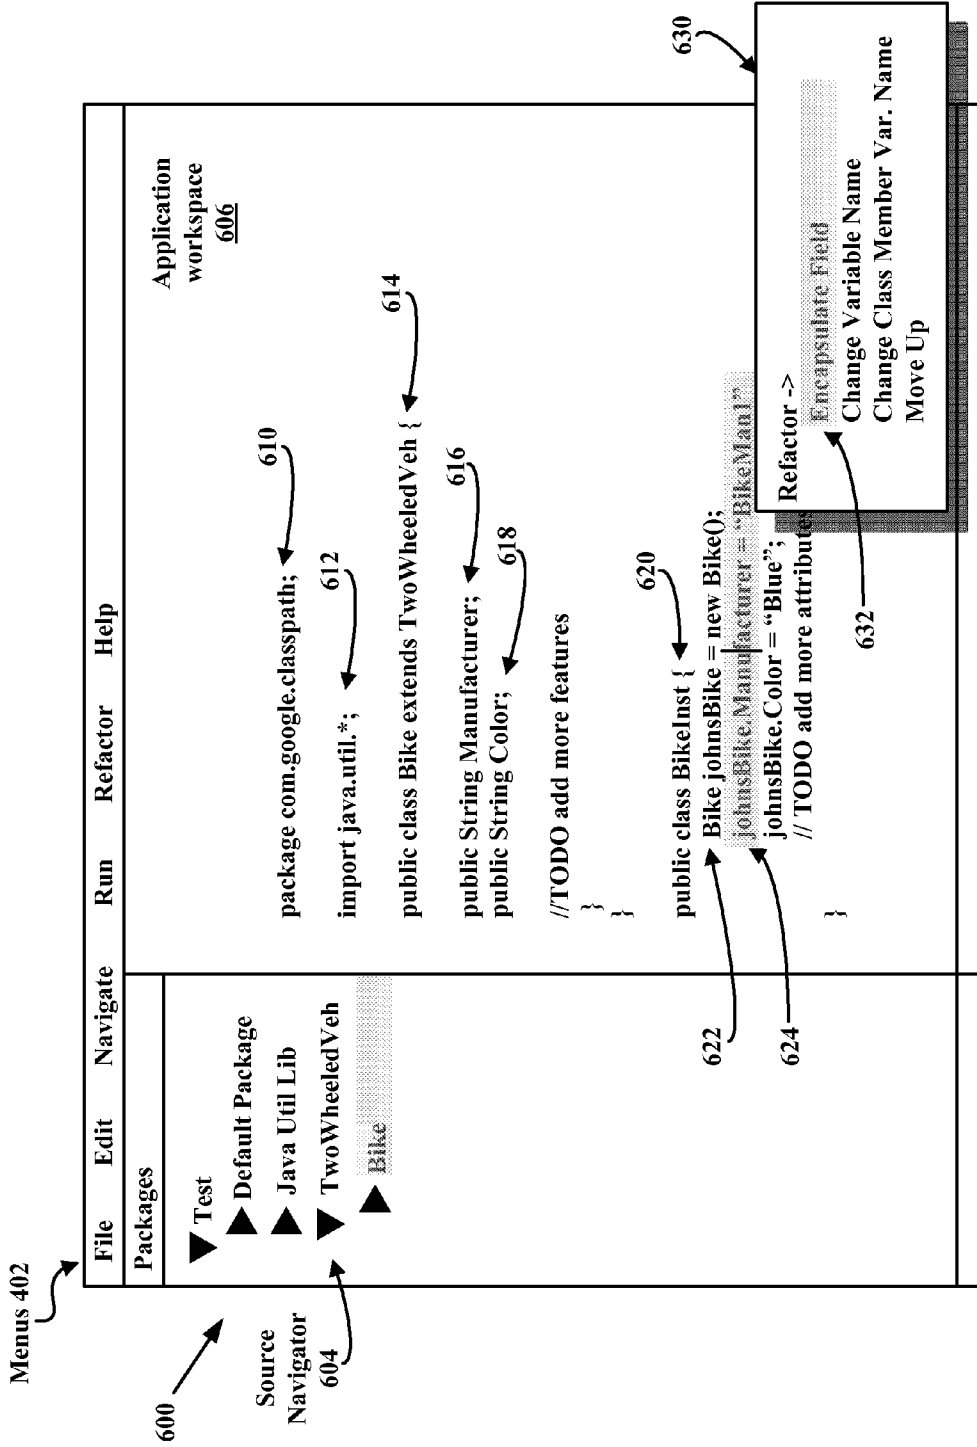 Menus 402
600
File Edit Navigate Run Refactor Help
Packages
Test
Default Package
Java Util Lib
TwoWheeledVeh
Bike
Source
Navigator
604
Application
workspace
606
package com.google.classpath;
610
import java.util.*;
612
public class Bike extends TwoWheeledVeh {
614
public String Manufacturer;
616
public String Color;
618
//TODO add more features
}
}
public class BikeInst {
620
Bike johnsBike = new Bike();
622
johnsBike.Manufacturer = “BikeMan1”
624
johnsBike.Color = “Blue”;
// TODO add more attributes
}
630
Refactor ->
Encapsulate Field
632
Change Variable Name
Change Class Member Var. Name
Move Up